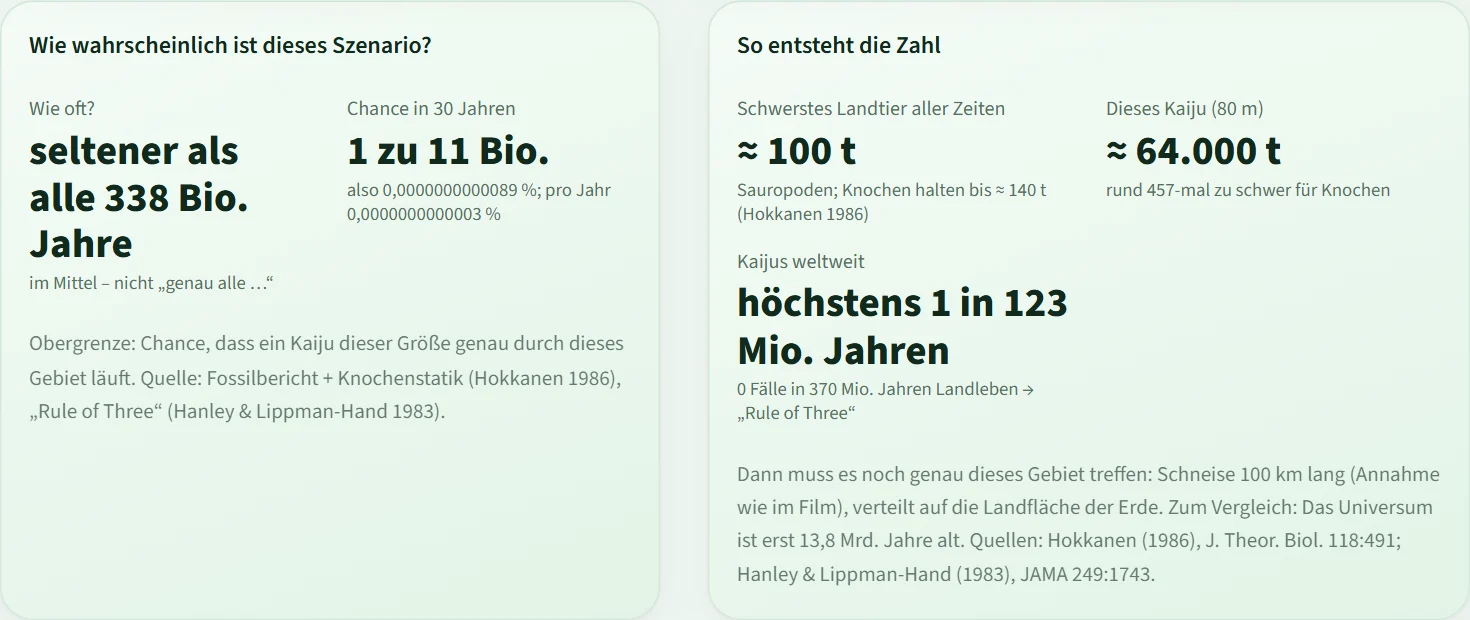 Wie wahrscheinlich ist dieses Szenario?
Wie oft?
seltener als
alle 338 Bio.
Jahre
im Mittel – nicht „genau alle …“
Chance in 30 Jahren
1 zu 11 Bio.
also 0,0000000000089 %; pro Jahr
0,0000000000003 %
Obergrenze: Chance, dass ein Kaiju dieser Größe genau durch dieses
Gebiet läuft. Quelle: Fossilbericht + Knochenstatik (Hokkanen 1986),
„Rule of Three“ (Hanley & Lippman-Hand 1983).
So entsteht die Zahl
Schwerstes Landtier aller Zeiten
≈ 100 t
Sauropoden; Knochen halten bis ≈ 140 t
(Hokkanen 1986)
Dieses Kaiju (80 m)
≈ 64.000 t
rund 457-mal zu schwer für Knochen
Kaijus weltweit
höchstens 1 in 123
Mio. Jahren
0 Fälle in 370 Mio. Jahren Landleben →
„Rule of Three“
Dann muss es noch genau dieses Gebiet treffen: Schneise 100 km lang (Annahme
wie im Film), verteilt auf die Landfläche der Erde. Zum Vergleich: Das Universum
ist erst 13,8 Mrd. Jahre alt. Quellen: Hokkanen (1986), J. Theor. Biol. 118:491;
Hanley & Lippman-Hand (1983), JAMA 249:1743.